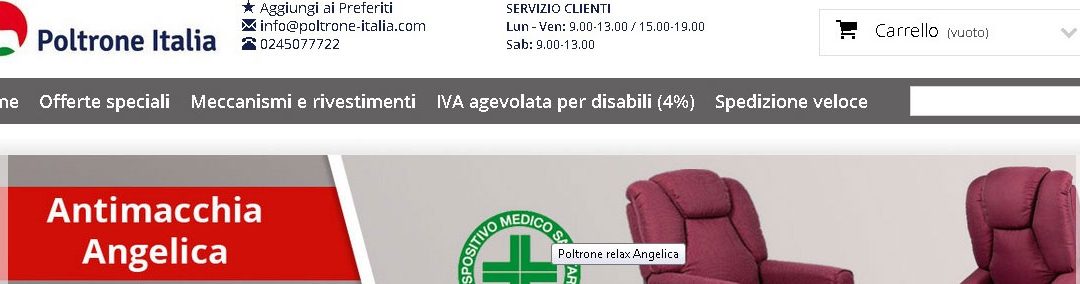 Poltrone Italia
Aggiungi ai Preferiti
info@poltrone-italia.com
0245077722
SERVIZIO CLIENTI
Lun - Ven: 9.00-13.00 / 15.00-19.00
Sab: 9.00-13.00
Carrello (vuoto)
me Offerte speciali Meccanismi e rivestimenti IVA agevolata per disabili (4%) Spedizione veloce
Antimacchia
Angelica
SPOSITIVO MEDICO SA
TAR
Poltrone relax Angelica